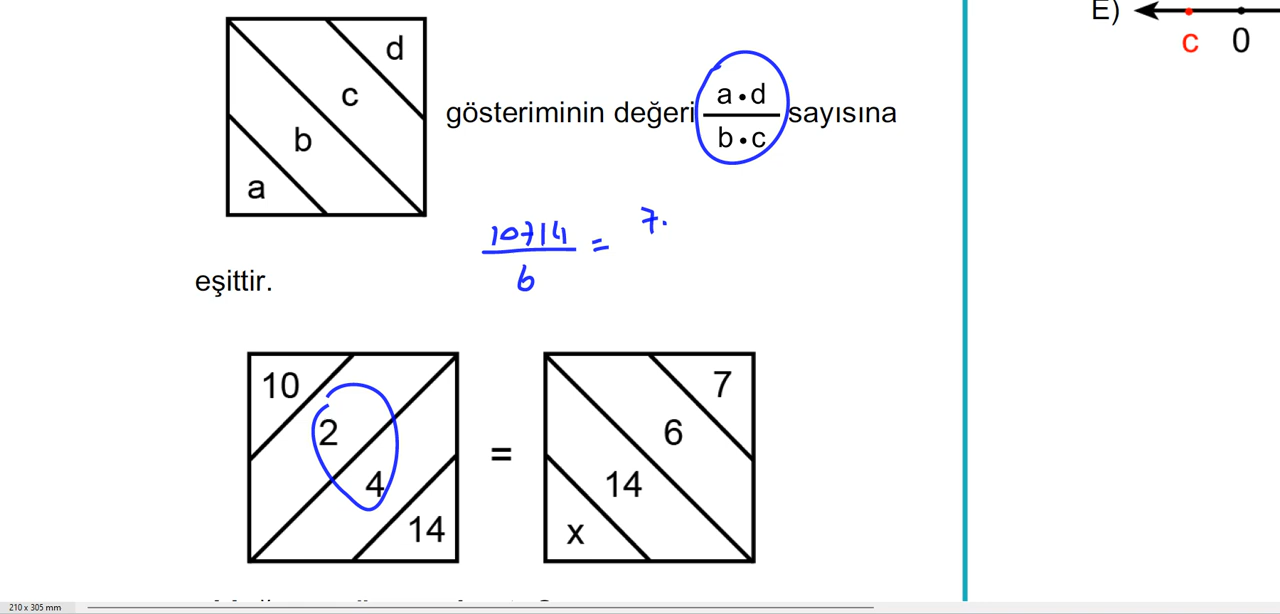 E)
c 0
d
c
b
a
gösteriminin değeri a•d / b•c sayısına
10+14 / 6 = 7.
eşittir.
10
2
4
14
=
7
6
14
x
210 x 305 mm